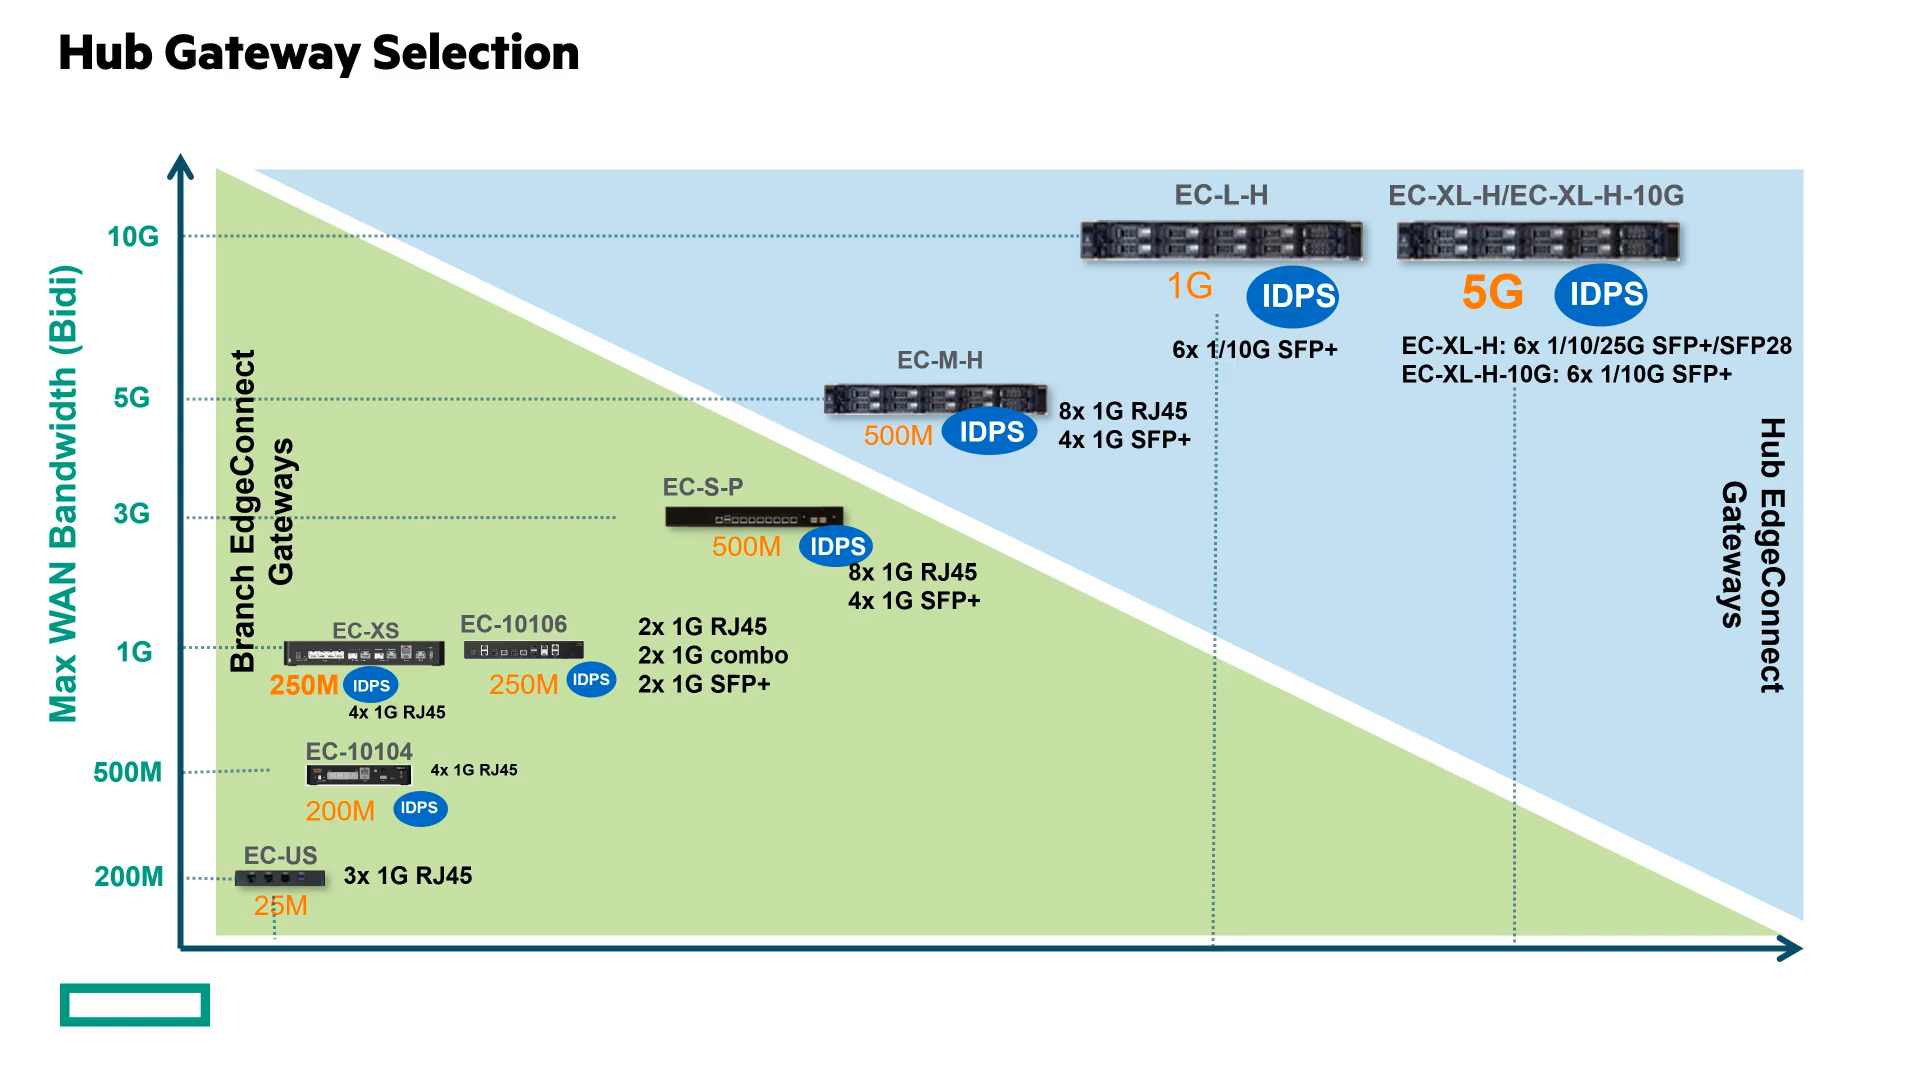 Hub Gateway Selection
Max WAN Bandwidth (Bidi)
10G
5G
3G
1G
500M
200M
Branch EdgeConnect
Gateways
Hub EdgeConnect
Gateways
EC-L-H
1G
IDPS
6x 1/10G SFP+
EC-XL-H/EC-XL-H-10G
5G
IDPS
EC-XL-H: 6x 1/10/25G SFP+/SFP28
EC-XL-H-10G: 6x 1/10G SFP+
EC-M-H
500M
IDPS
8x 1G RJ45
4x 1G SFP+
EC-S-P
500M
IDPS
8x 1G RJ45
4x 1G SFP+
EC-XS
250M
IDPS
4x 1G RJ45
EC-10106
250M
IDPS
2x 1G RJ45
2x 1G combo
2x 1G SFP+
EC-10104
4x 1G RJ45
200M
IDPS
EC-US
3x 1G RJ45
25M